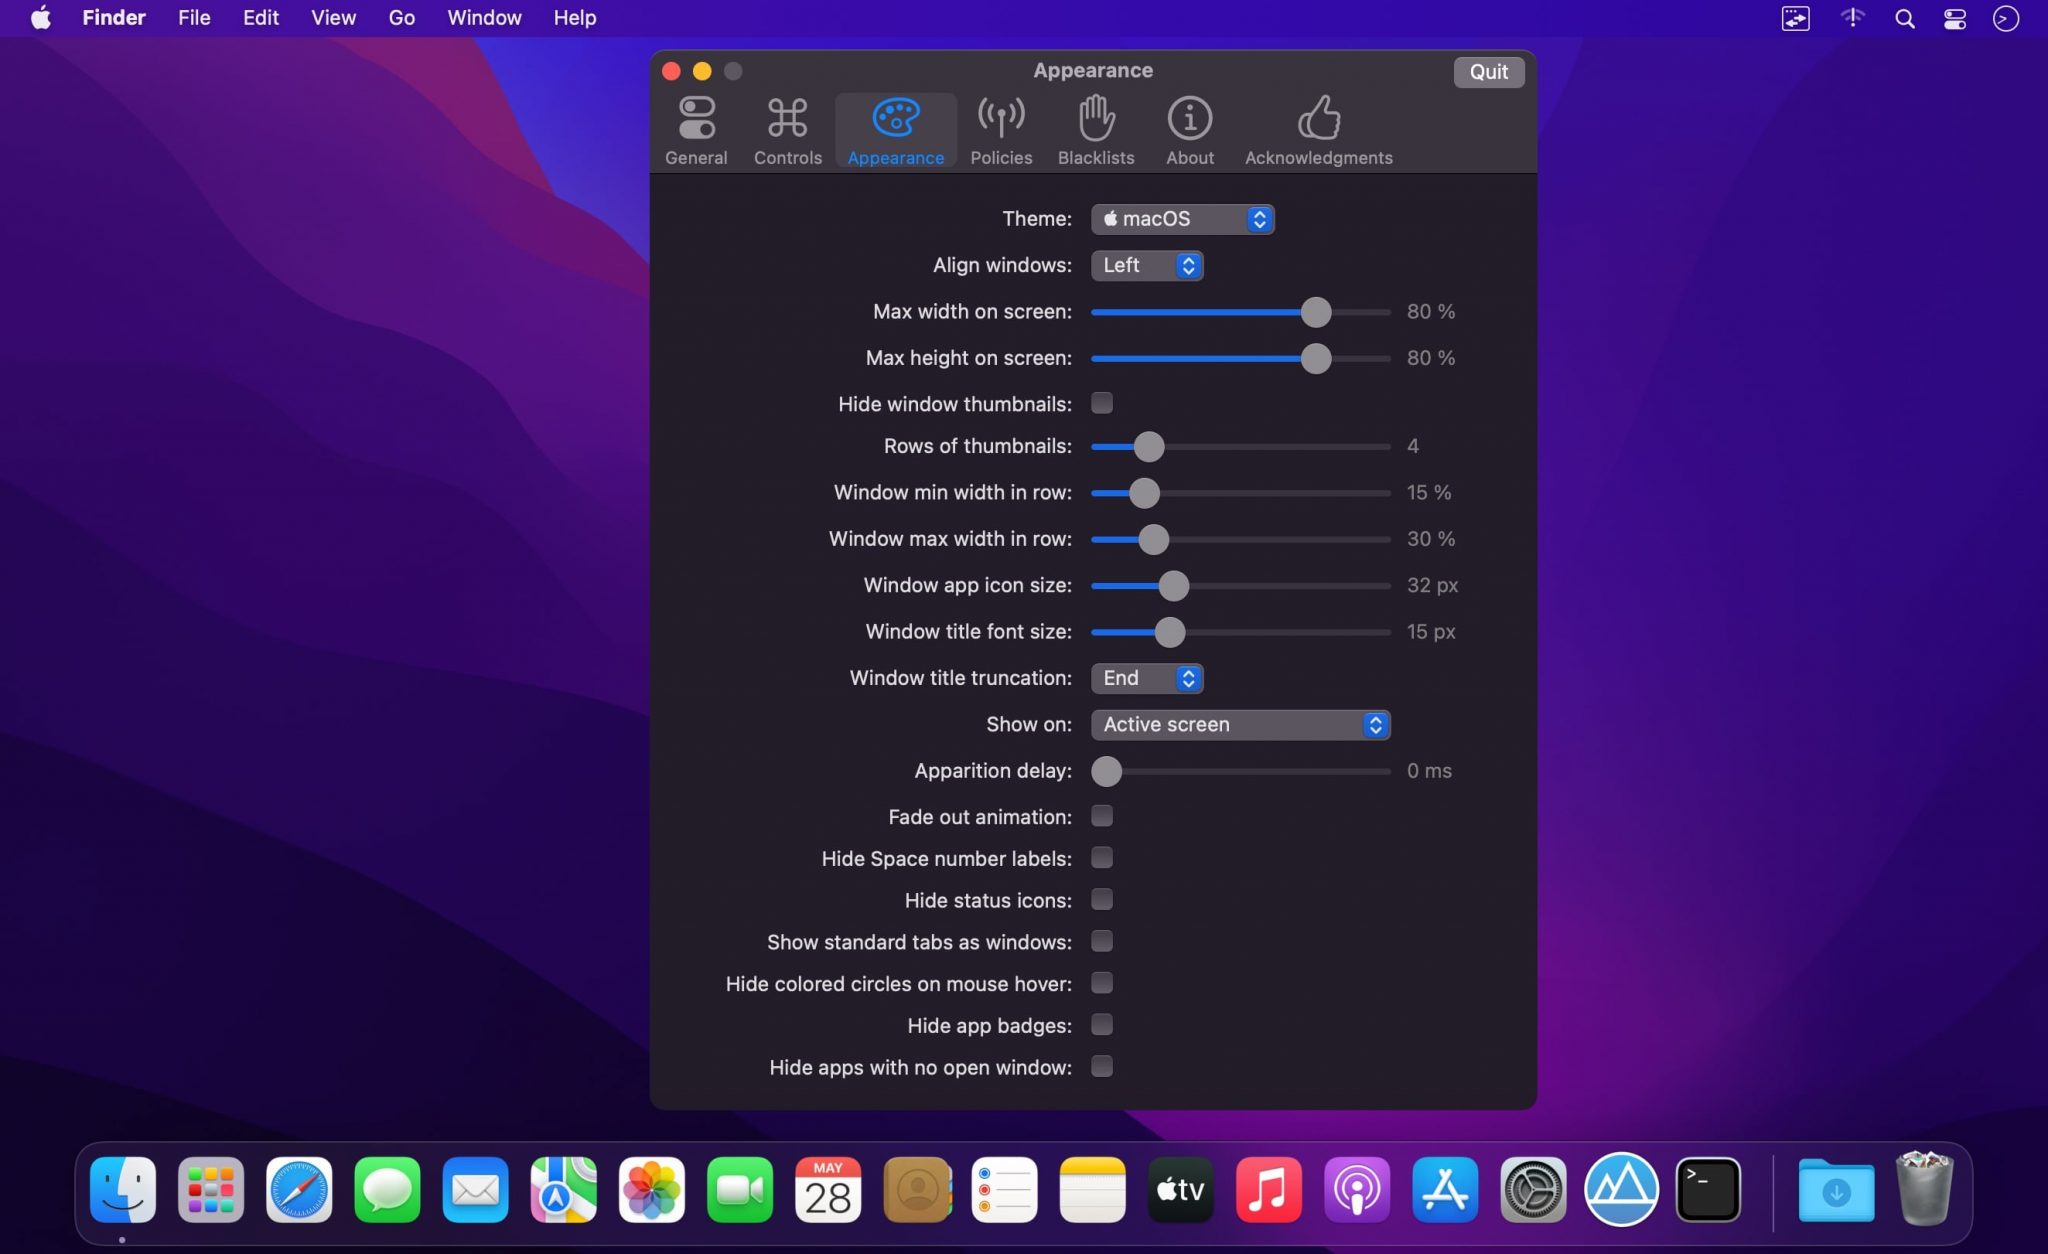 Finder File Edit View Go Window Help
Appearance
Quit
General Controls Appearance Policies Blacklists About Acknowledgments
Theme: macOS
Align windows: Left
Max width on screen: 80 %
Max height on screen: 80 %
Hide window thumbnails:
Rows of thumbnails: 4
Window min width in row: 15 %
Window max width in row: 30 %
Window app icon size: 32 px
Window title font size: 15 px
Window title truncation: End
Show on: Active screen
Apparition delay: 0 ms
Fade out animation:
Hide Space number labels:
Hide status icons:
Show standard tabs as windows:
Hide colored circles on mouse hover:
Hide app badges:
Hide apps with no open window:
MAY
28
tv
>_